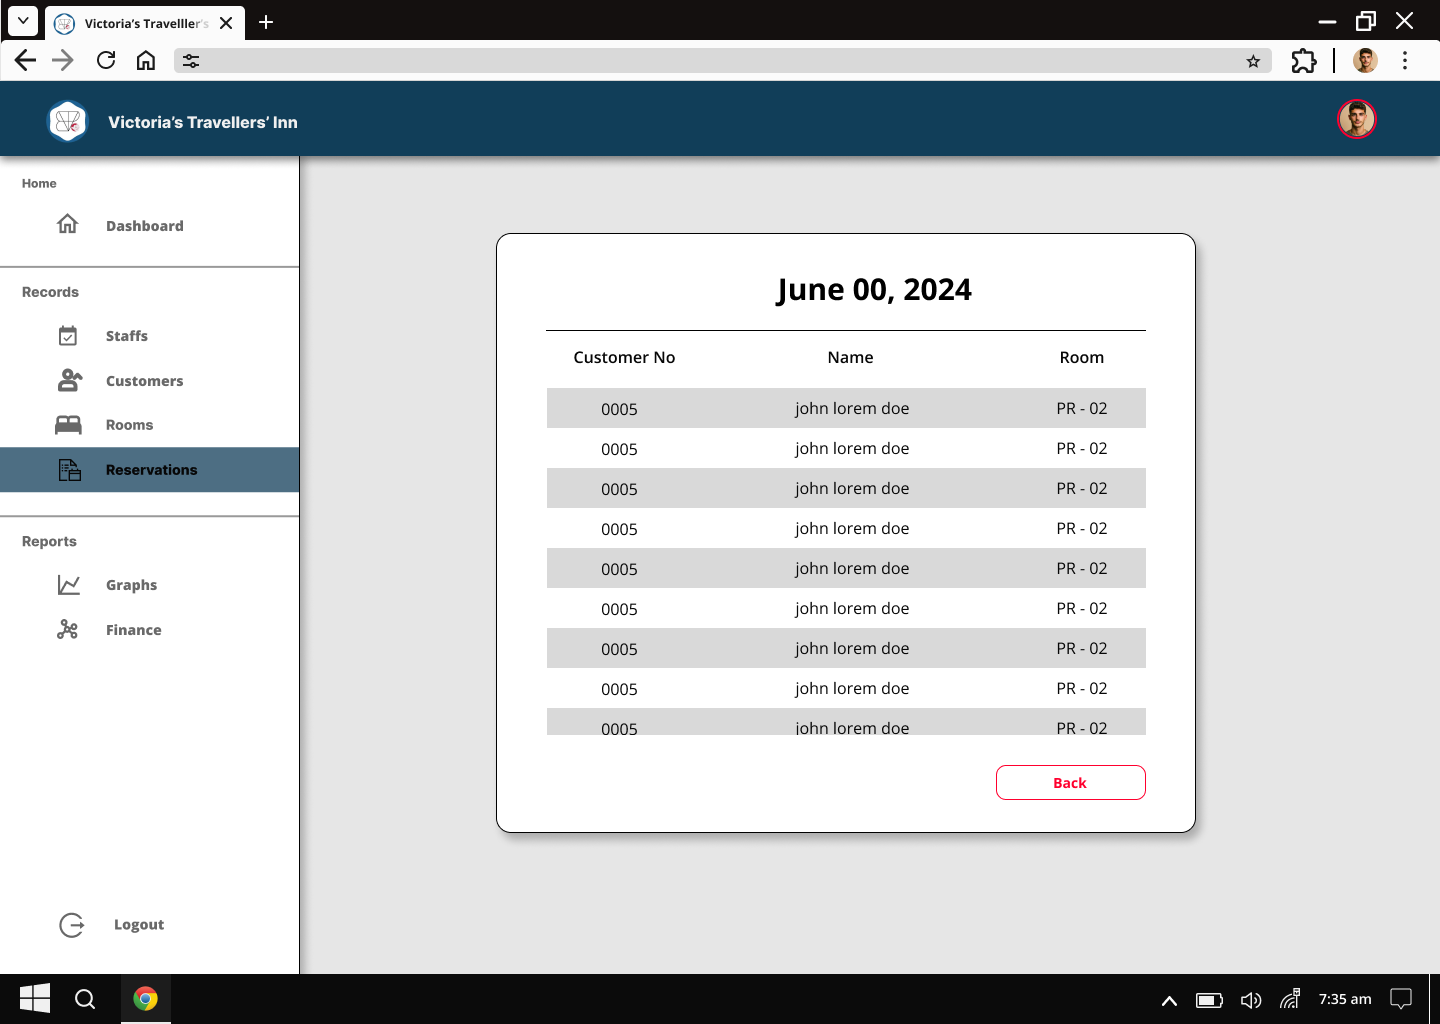 Victoria's Travelller's
Victoria's Travellers' Inn
Home
Dashboard
Records
Staffs
Customers
Rooms
Reservations
Reports
Graphs
Finance
Logout
June 00, 2024
Customer No Name Room
0005 john lorem doe PR - 02
0005 john lorem doe PR - 02
0005 john lorem doe PR - 02
0005 john lorem doe PR - 02
0005 john lorem doe PR - 02
0005 john lorem doe PR - 02
0005 john lorem doe PR - 02
0005 john lorem doe PR - 02
0005 john lorem doe PR - 02
Back
7:35 am